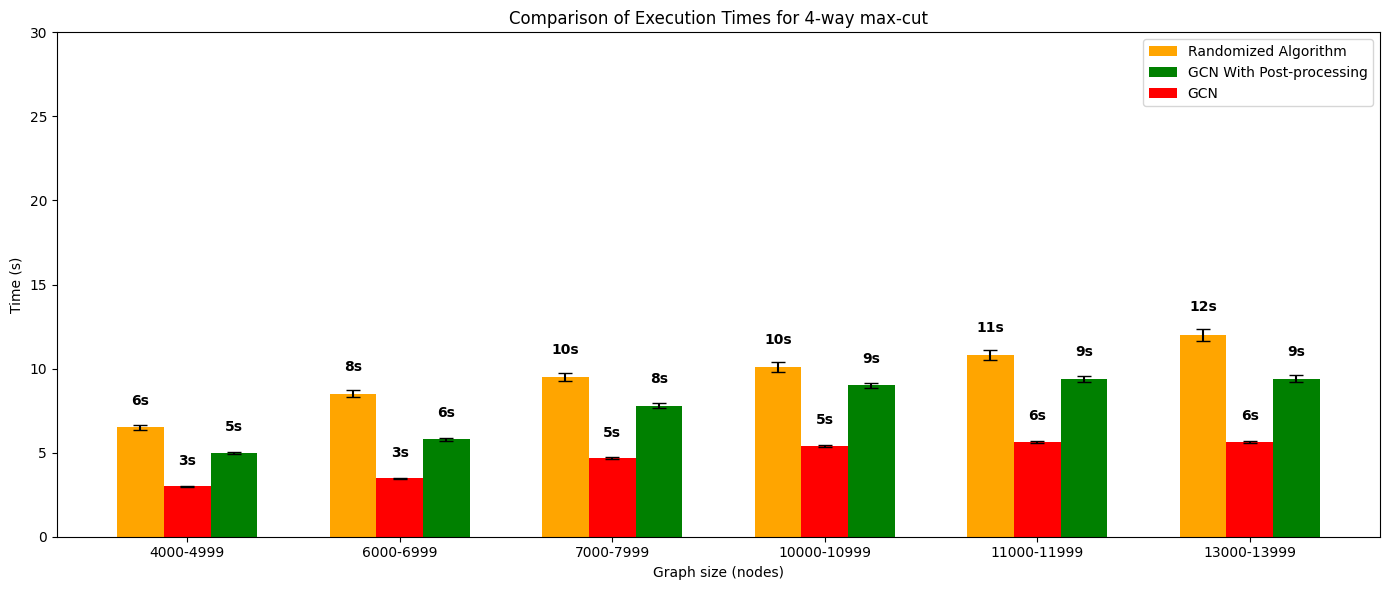 Comparison of Execution Times for 4-way max-cut
Randomized Algorithm
GCN With Post-processing
GCN
Time (s)
30
25
20
15
10
5
0
6s
3s
5s
8s
3s
6s
10s
5s
8s
10s
5s
9s
11s
6s
9s
12s
6s
9s
4000-4999
6000-6999
7000-7999
10000-10999
11000-11999
13000-13999
Graph size (nodes)